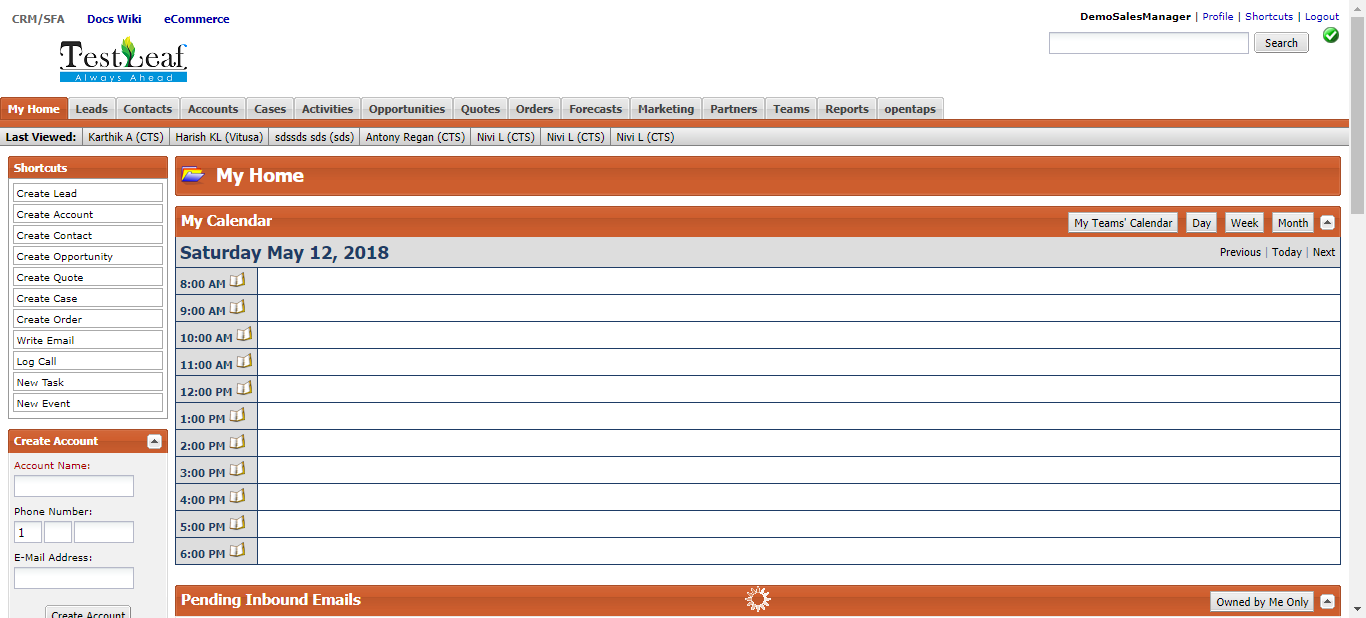 CRM/SFA Docs Wiki eCommerce
DemoSalesManager | Profile | Shortcuts | Logout
Search
TestLeaf
Always Ahead
My Home Leads Contacts Accounts Cases Activities Opportunities Quotes Orders Forecasts Marketing Partners Teams Reports opentaps
Last Viewed: Karthik A (CTS) Harish KL (Vitusa) sdssds sds (sds) Antony Regan (CTS) Nivi L (CTS) Nivi L (CTS) Nivi L (CTS)
Shortcuts
Create Lead
Create Account
Create Contact
Create Opportunity
Create Quote
Create Case
Create Order
Write Email
Log Call
New Task
New Event
Create Account
Account Name:
Phone Number:
1
E-Mail Address:
Create Account
My Home
My Calendar My Teams' Calendar Day Week Month
Saturday May 12, 2018 Previous | Today | Next
8:00 AM
9:00 AM
10:00 AM
11:00 AM
12:00 PM
1:00 PM
2:00 PM
3:00 PM
4:00 PM
5:00 PM
6:00 PM
Pending Inbound Emails Owned by Me Only